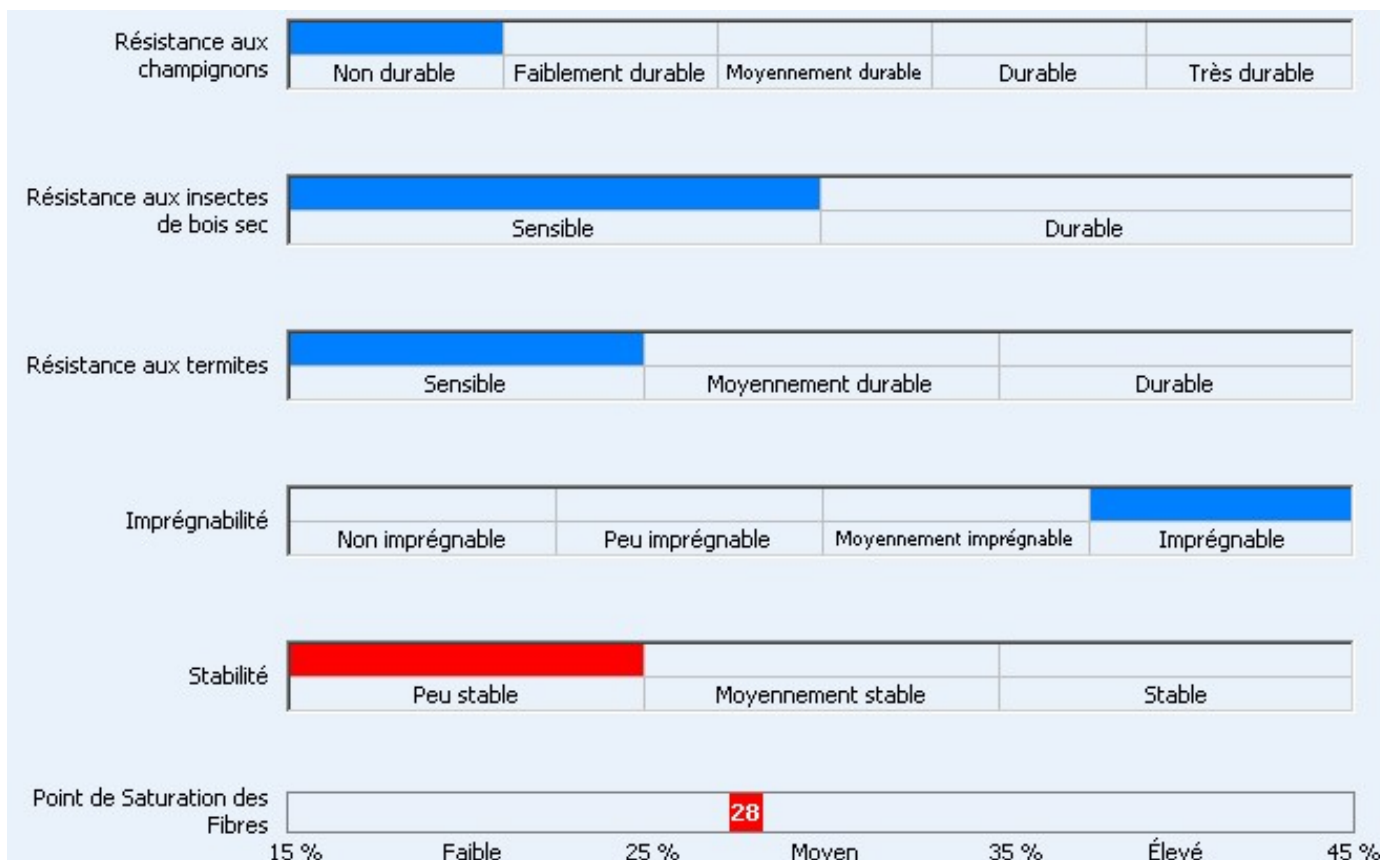 Résistance aux
champignons
Non durable Faiblement durable Moyennement durable Durable Très durable
Résistance aux insectes
de bois sec
Sensible Durable
Résistance aux termites
Sensible Moyennement durable Durable
Imprégnabilité
Non imprégnable Peu imprégnable Moyennement imprégnable Imprégnable
Stabilité
Peu stable Moyennement stable Stable
Point de Saturation des
Fibres
28
15 % Faible 25 % Moyen 35 % Élevé 45 %